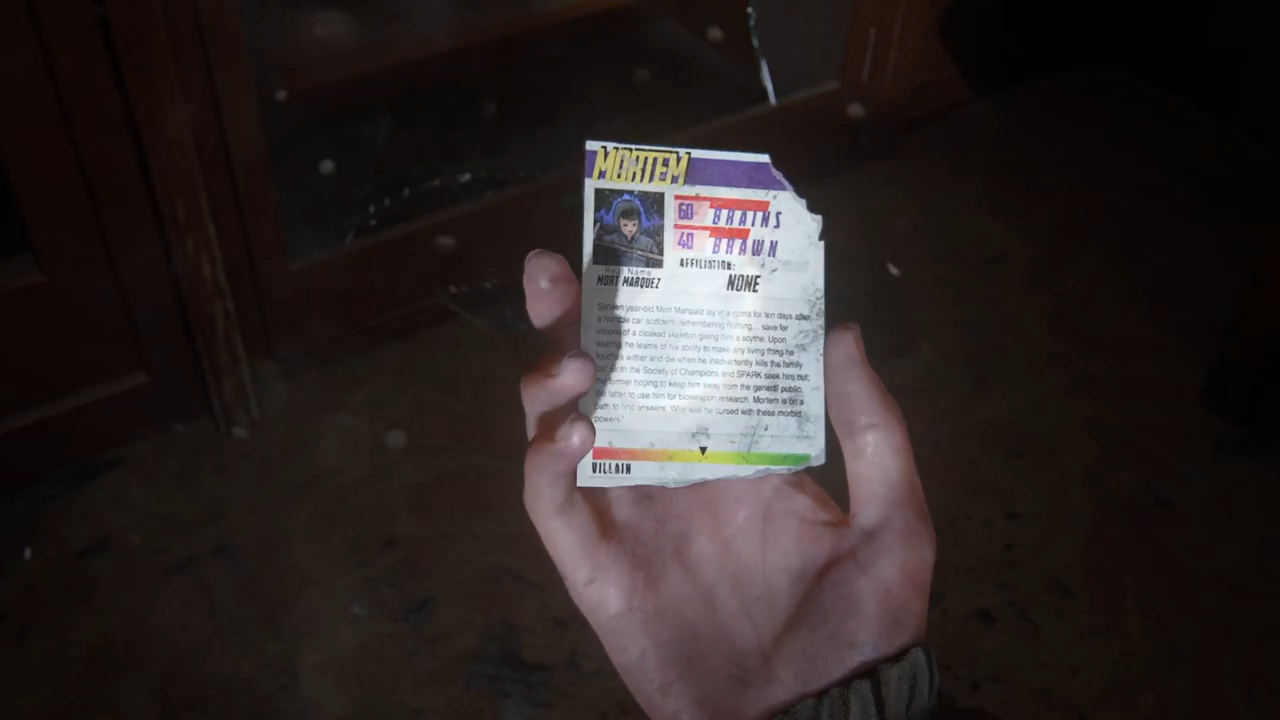 MORTEM
60 BRAINS
40 BRAWN
AFFILIATION:
NONE
Real Name
MORT MARQUEZ
Sixteen year-old Mort Marquez lay in a coma for ten days after
a horrible car accident, remembering nothing... save for
visions of a cloaked skeleton giving him a scythe. Upon
waking, he learns of his ability to make any living thing he
touches wither and die when he inadvertently kills the family
cat. Both the Society of Champions and SPARK seek him out;
the former hoping to keep him away from the general public,
the latter to use him for bioweapon research. Mortem is on a
path to find answers. Why was he cursed with these morbid
powers?
VILLAIN